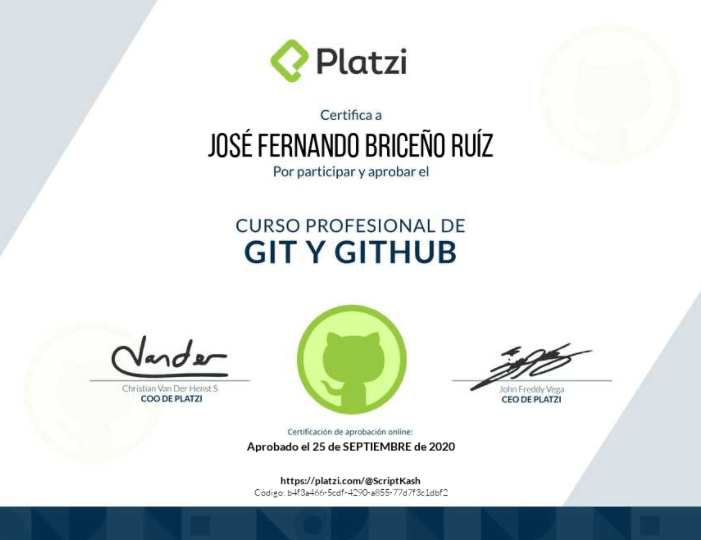 Platzi
Certifica a
JOSÉ FERNANDO BRICEÑO RUÍZ
Por participar y aprobar el
CURSO PROFESIONAL DE
GIT Y GITHUB
Vander
Christian Van Der Henst S
COO DE PLATZI
John Freddy Vega
CEO DE PLATZI
Certificación de aprobación online:
Aprobado el 25 de SEPTIEMBRE de 2020
https://platzi.com/@ScriptKash
Código: b4f3a466-5cdf-4290-a855-77d7f3c1dbf2